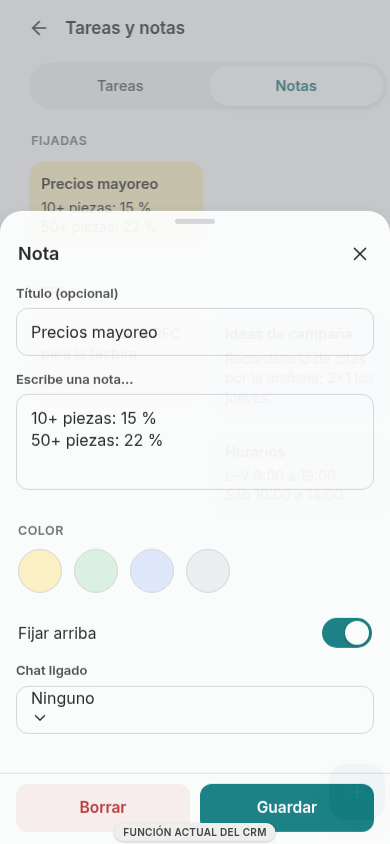 Tareas y notas
Tareas
Notas
FIJADAS
Precios mayoreo
10+ piezas: 15 %
50+ piezas: 22 %
Nota
Título (opcional)
Precios mayoreo
RFC
para la factura
Ideas de campaña
Recordatorio de citas
por la mañana; 2×1 los
jueves.
Escribe una nota...
10+ piezas: 15 %
50+ piezas: 22 %
Horarios
L–V 9:00 a 19:00
Sáb 10:00 a 14:00
COLOR
Fijar arriba
Chat ligado
Ninguno
Borrar
Guardar
FUNCIÓN ACTUAL DEL CRM